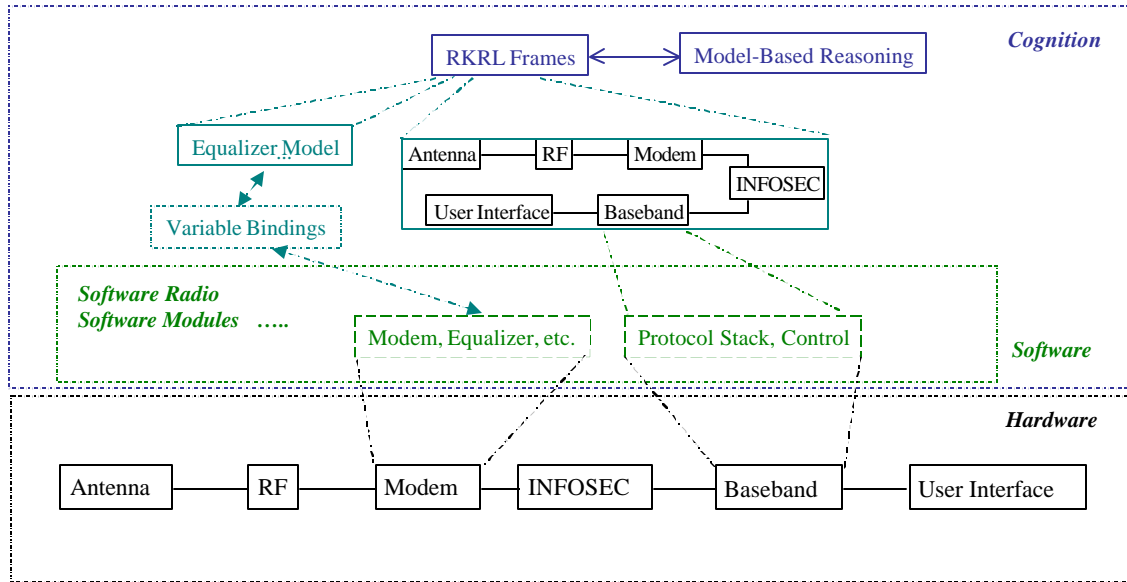 Cognition
RKRL Frames
Model-Based Reasoning
Equalizer Model
...
Antenna
RF
Modem
INFOSEC
User Interface
Baseband
Variable Bindings
Software Radio
Software Modules …..
Modem, Equalizer, etc.
Protocol Stack, Control
Software
Hardware
Antenna
RF
Modem
INFOSEC
Baseband
User Interface